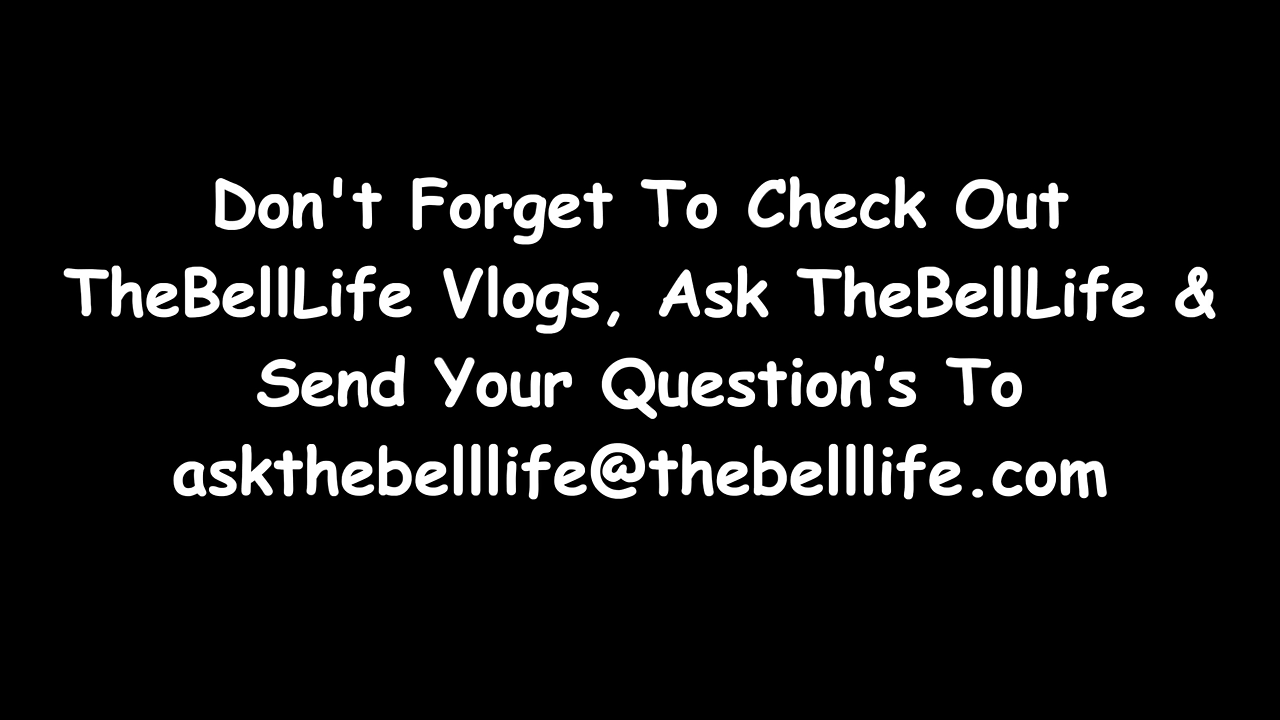 Don't Forget To Check Out
TheBellLife Vlogs, Ask TheBellLife &
Send Your Question’s To
askthebelllife@thebelllife.com